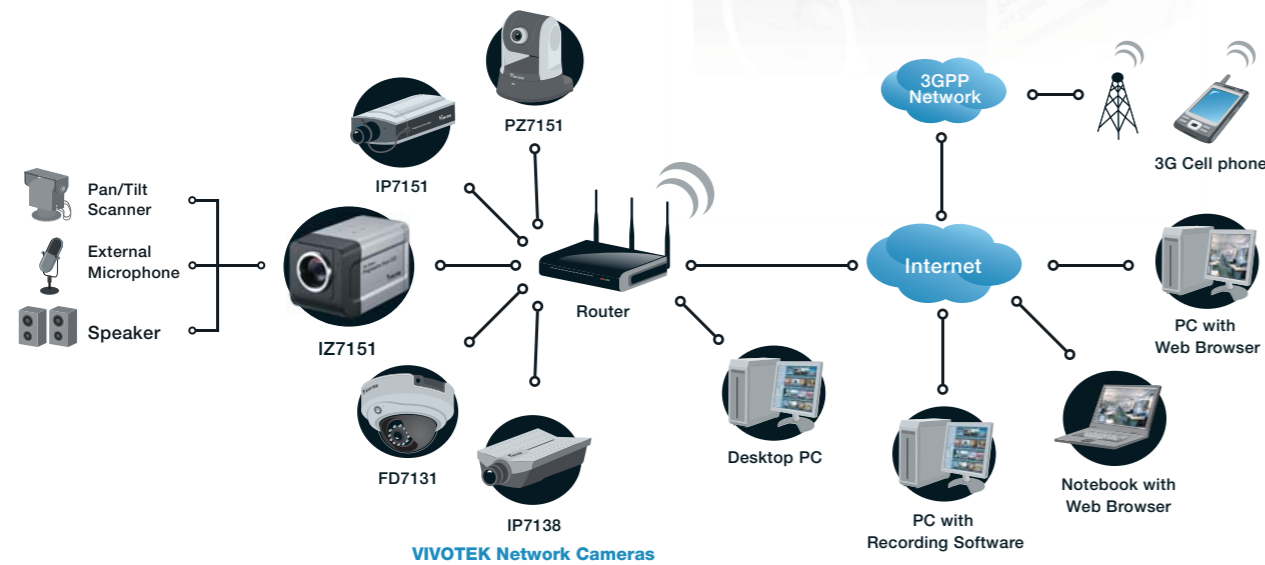 PZ7151
IP7151
Pan/Tilt
Scanner
External
Microphone
Speaker
IZ7151
FD7131
IP7138
VIVOTEK Network Cameras
Router
Desktop PC
Internet
3GPP
Network
3G Cell phone
PC with
Web Browser
Notebook with
Web Browser
PC with
Recording Software